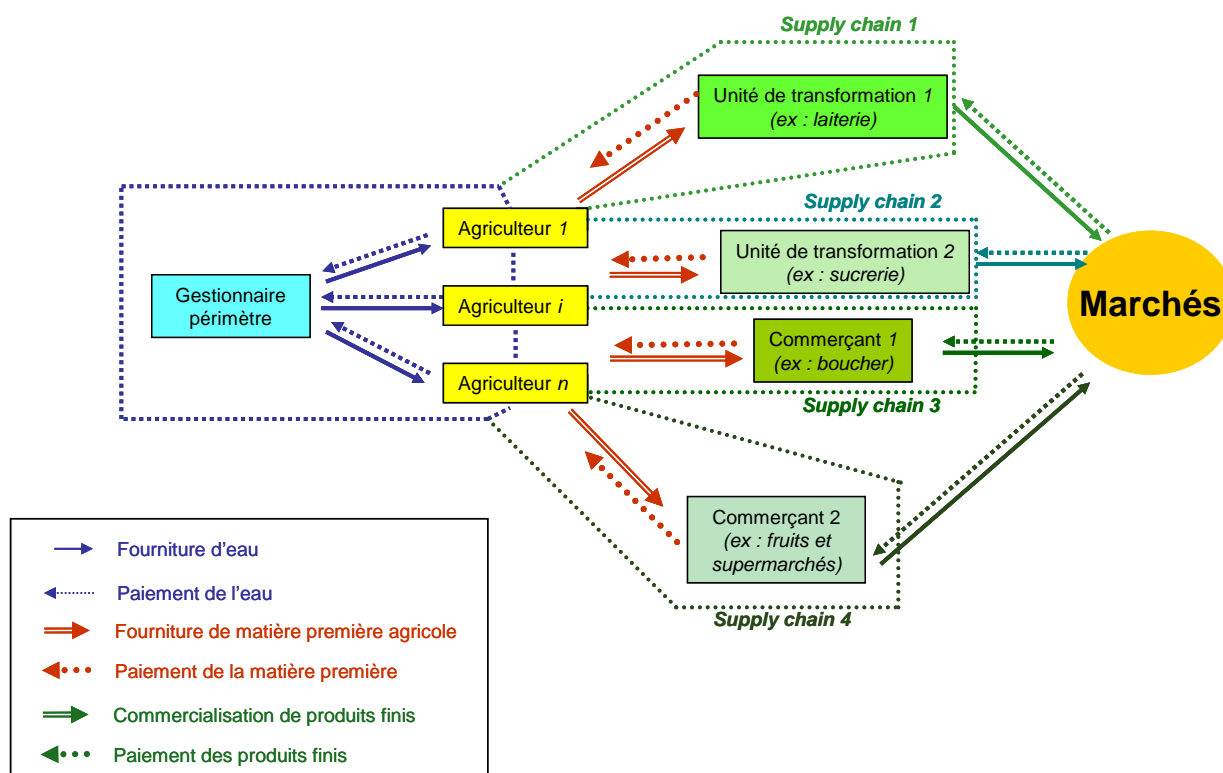 Supply chain 1
Unité de transformation 1
(ex : laiterie)
Supply chain 2
Agriculteur 1
Unité de transformation 2
(ex : sucrerie)
Gestionnaire
périmètre
Agriculteur i
Marchés
Commerçant 1
(ex : boucher)
Agriculteur n
Supply chain 3
Commerçant 2
(ex : fruits et
supermarchés)
Supply chain 4
Fourniture d'eau
Paiement de l'eau
Fourniture de matière première agricole
Paiement de la matière première
Commercialisation de produits finis
Paiement des produits finis